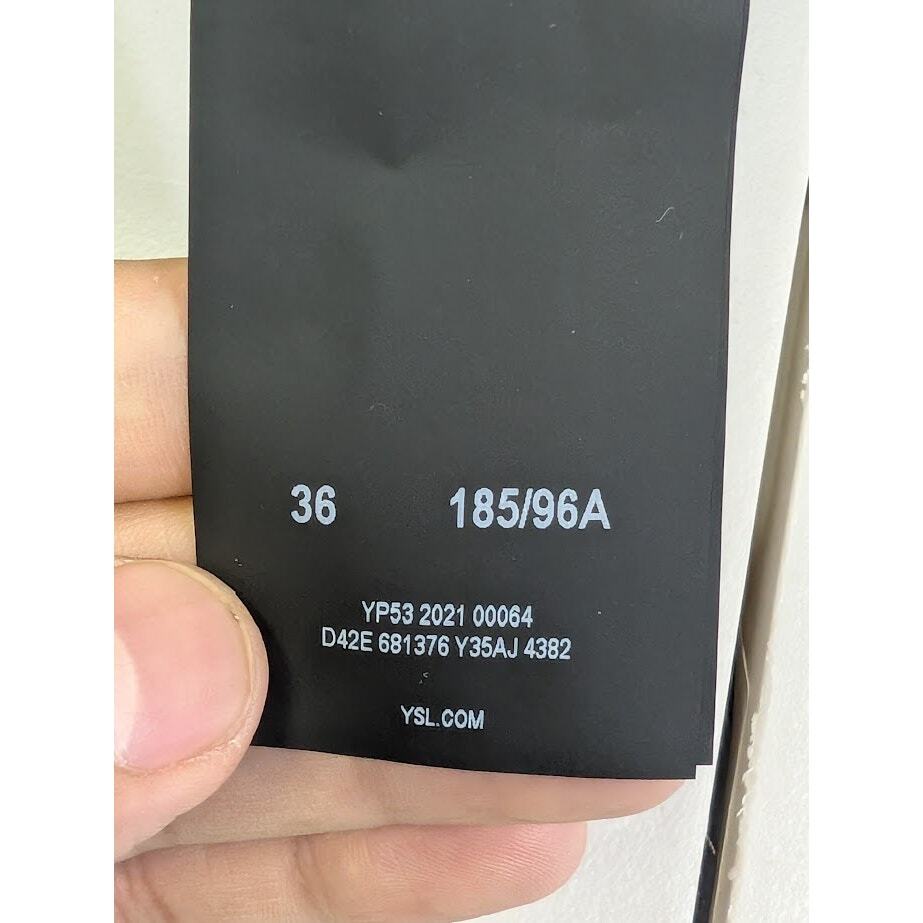 36 185/96A
YP53 2021 00064
D42E 681376 Y35AJ 4382
YSL.COM